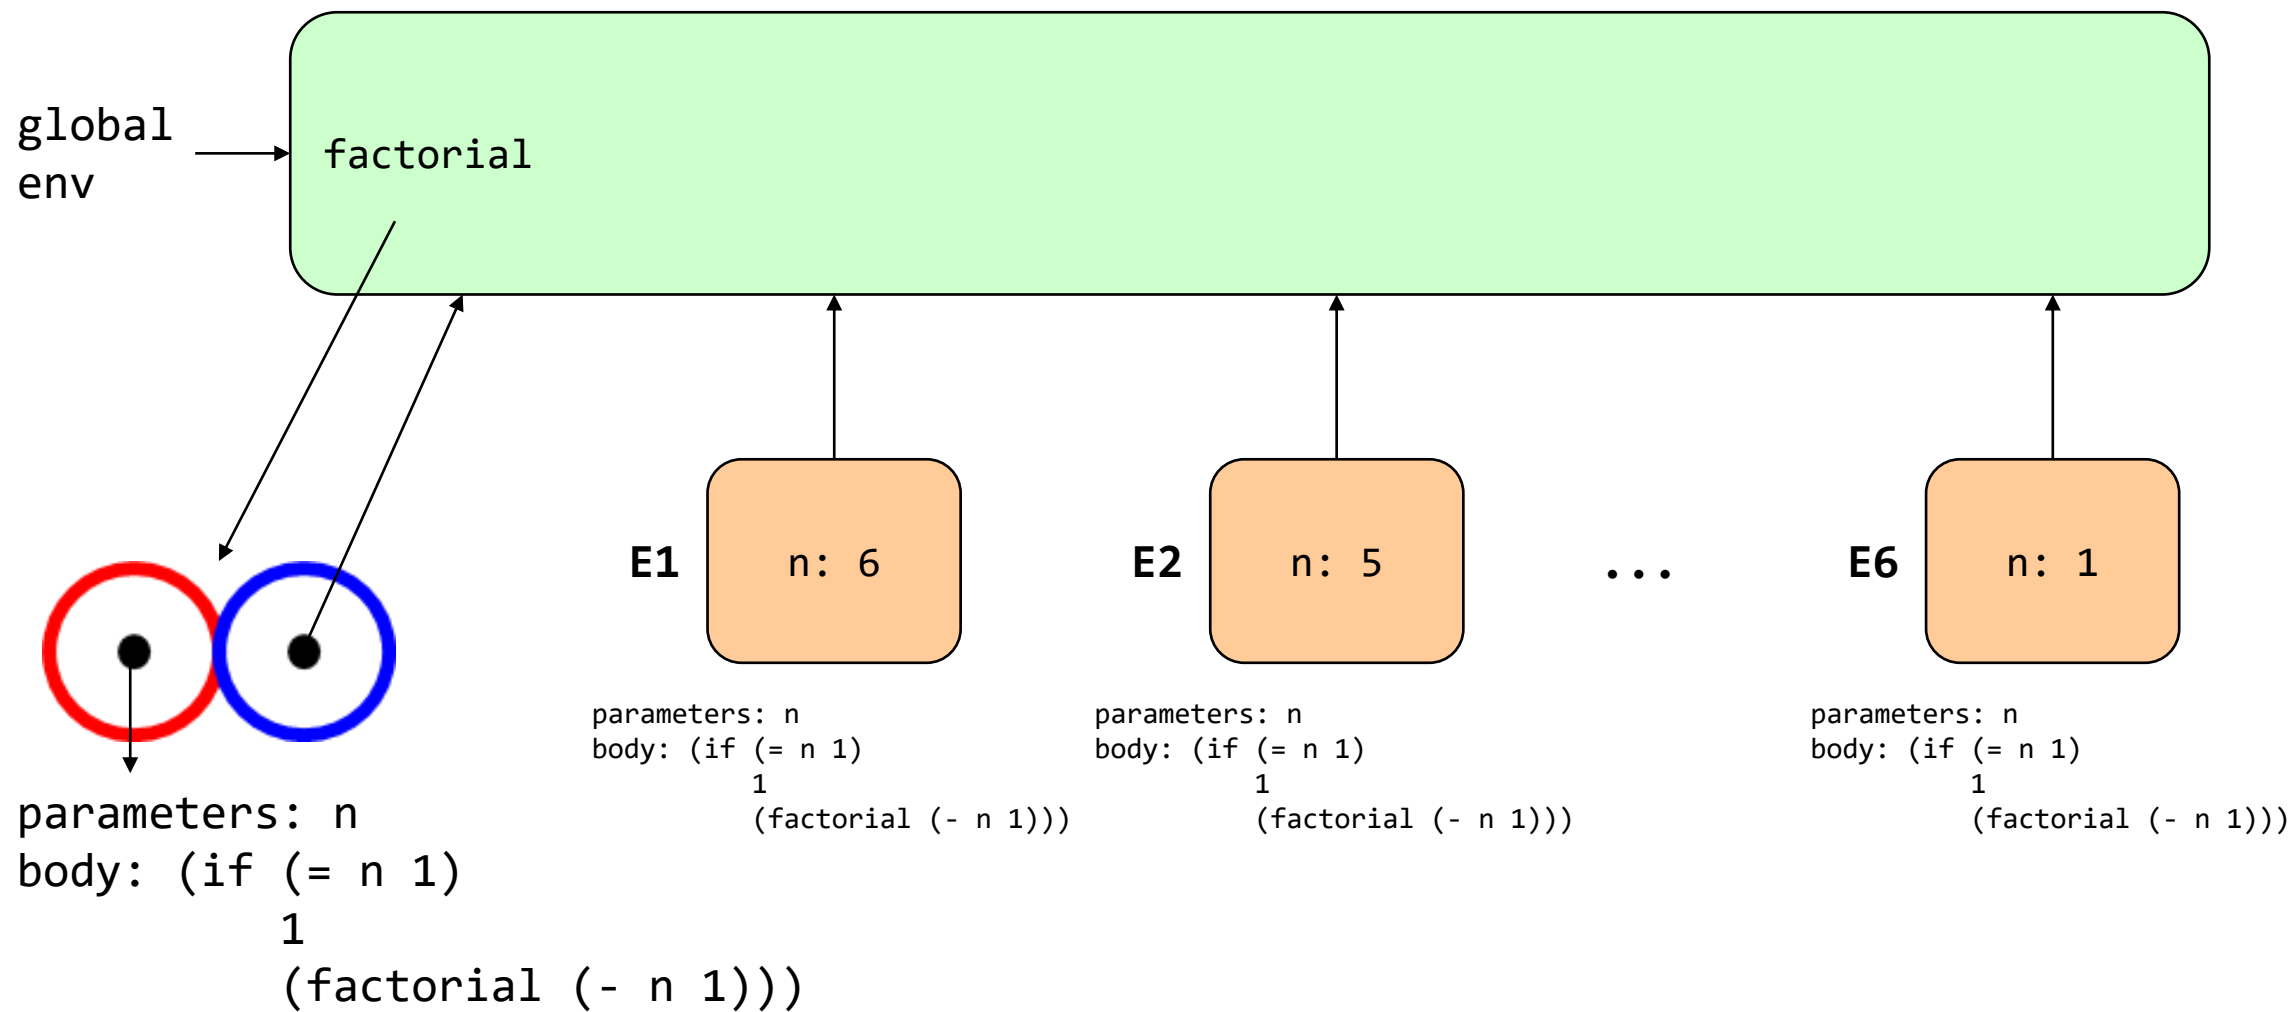 global
env
factorial
E1
n: 6
E2
n: 5
...
E6
n: 1
parameters: n
body: (if (= n 1)
          1
          (factorial (- n 1)))
parameters: n
body: (if (= n 1)
          1
          (factorial (- n 1)))
parameters: n
body: (if (= n 1)
          1
          (factorial (- n 1)))
parameters: n
body: (if (= n 1)
          1
          (factorial (- n 1)))